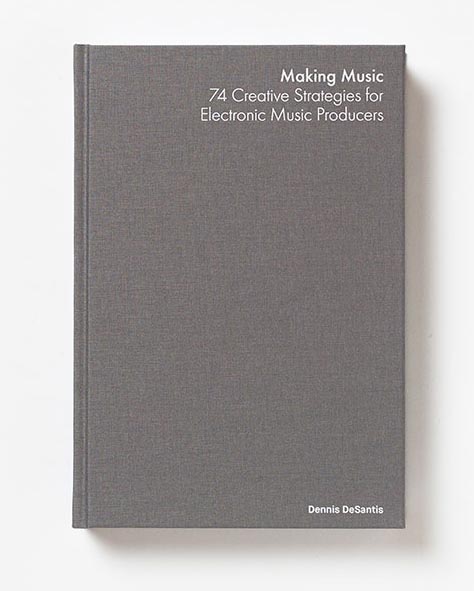 Making Music
74 Creative Strategies for
Electronic Music Producers
Dennis DeSantis